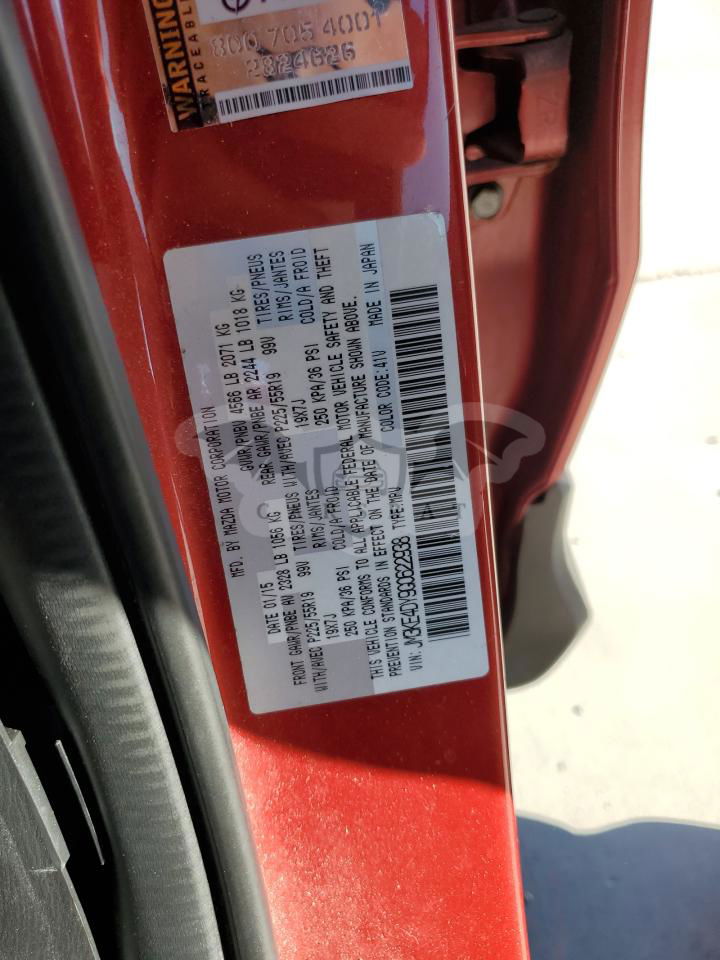 WARNING
TRACEABLE
800 705 4001
2824626
MFD. BY MAZDA MOTOR CORPORATION
DATE 01/15 GVWR/PNBV 4566 LB 2071 KG
FRONT GAWR/PNBE AV 2328 LB 1056 KG REAR GAWR/PNBE AR 2244 LB 1018 KG
WITH/AVEC P225/55R19 99V TIRES/PNEUS WITH/AVEC P225/55R19 99V TIRES/PNEUS
19X7J RIMS/JANTES 19X7J RIMS/JANTES
250 KPA/36 PSI COLD/A FROID 250 KPA/36 PSI COLD/A FROID
THIS VEHICLE CONFORMS TO ALL APPLICABLE FEDERAL MOTOR VEHICLE SAFETY AND THEFT
PREVENTION STANDARDS IN EFFECT ON THE DATE OF MANUFACTURE SHOWN ABOVE.
VIN: JM3KE4DY9G0622938 TYPE:MPV COLOR CODE:41V MADE IN JAPAN